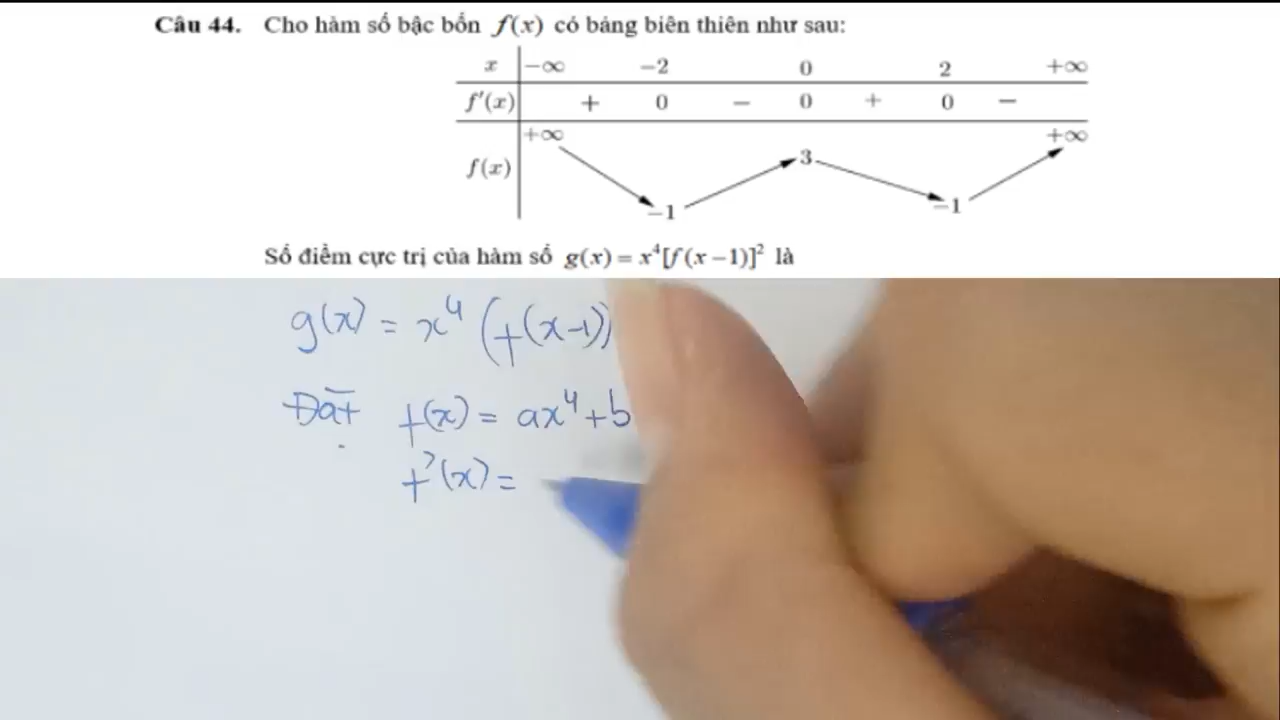 Câu 44. Cho hàm số bậc bốn f(x) có bảng biên thiên như sau:
x −∞ −2 0 2 +∞
f′(x) + 0 − 0 + 0 −
+∞ +∞
f(x) 3
−1 −1
Số điểm cực trị của hàm số g(x) = x⁴[f(x−1)]² là
g(x) = x⁴ (f(x−1))
Đặt f(x) = ax⁴ + b
f'(x) =